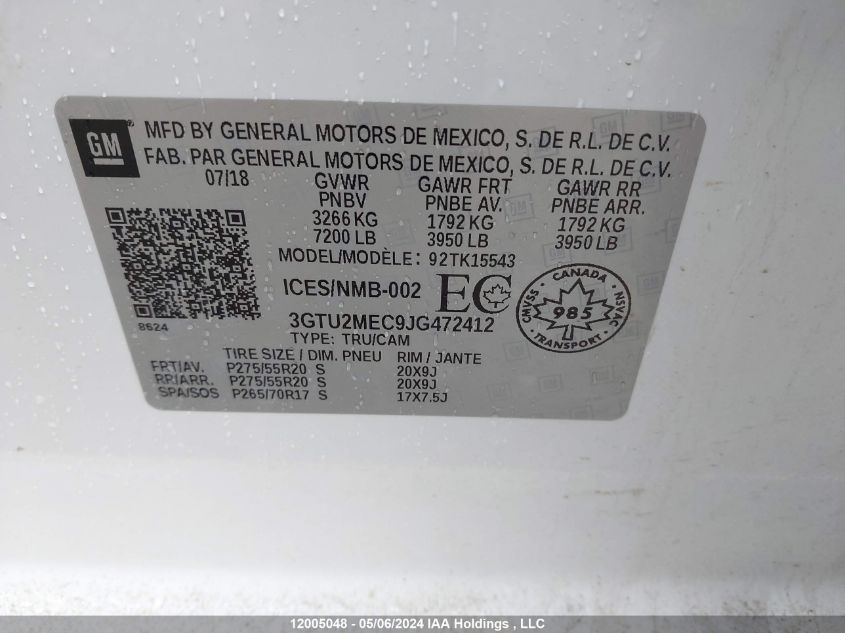 GM
MFD BY GENERAL MOTORS DE MEXICO, S. DE R.L. DE C.V.
FAB. PAR GENERAL MOTORS DE MEXICO, S. DE R.L. DE C.V.
07/18 GVWR GAWR FRT GAWR RR
PNBV PNBE AV. PNBE ARR.
3266 KG 1792 KG 1792 KG
7200 LB 3950 LB 3950 LB
MODEL/MODÈLE: 92TK15543
ICES/NMB-002 EC
CANADA
CMVSS 985 NSVAC
TRANSPORT
8624
3GTU2MEC9JG472412
TYPE: TRU/CAM
TIRE SIZE / DIM. PNEU RIM / JANTE
FRT/AV. P275/55R20 S 20X9J
RR/ARR. P275/55R20 S 20X9J
SPA/SOS P265/70R17 S 17X7.5J
12005048 - 05/06/2024 IAA Holdings , LLC